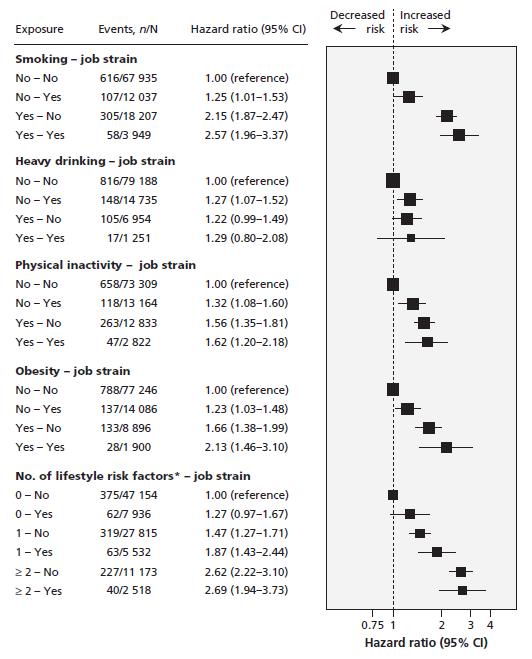 Decreased risk
Increased risk
Exposure Events, n/N Hazard ratio (95% CI)
Smoking – job strain
No – No 616/67 935 1.00 (reference)
No – Yes 107/12 037 1.25 (1.01–1.53)
Yes – No 305/18 207 2.15 (1.87–2.47)
Yes – Yes 58/3 949 2.57 (1.96–3.37)
Heavy drinking – job strain
No – No 816/79 188 1.00 (reference)
No – Yes 148/14 735 1.27 (1.07–1.52)
Yes – No 105/6 954 1.22 (0.99–1.49)
Yes – Yes 17/1 251 1.29 (0.80–2.08)
Physical inactivity – job strain
No – No 658/73 309 1.00 (reference)
No – Yes 118/13 164 1.32 (1.08–1.60)
Yes – No 263/12 833 1.56 (1.35–1.81)
Yes – Yes 47/2 822 1.62 (1.20–2.18)
Obesity – job strain
No – No 788/77 246 1.00 (reference)
No – Yes 137/14 086 1.23 (1.03–1.48)
Yes – No 133/8 896 1.66 (1.38–1.99)
Yes – Yes 28/1 900 2.13 (1.46–3.10)
No. of lifestyle risk factors* – job strain
0 – No 375/47 154 1.00 (reference)
0 – Yes 62/7 936 1.27 (0.97–1.67)
1 – No 319/27 815 1.47 (1.27–1.71)
1 – Yes 63/5 532 1.87 (1.43–2.44)
≥ 2 – No 227/11 173 2.62 (2.22–3.10)
≥ 2 – Yes 40/2 518 2.69 (1.94–3.73)
0.75 1 2 3 4
Hazard ratio (95% CI)